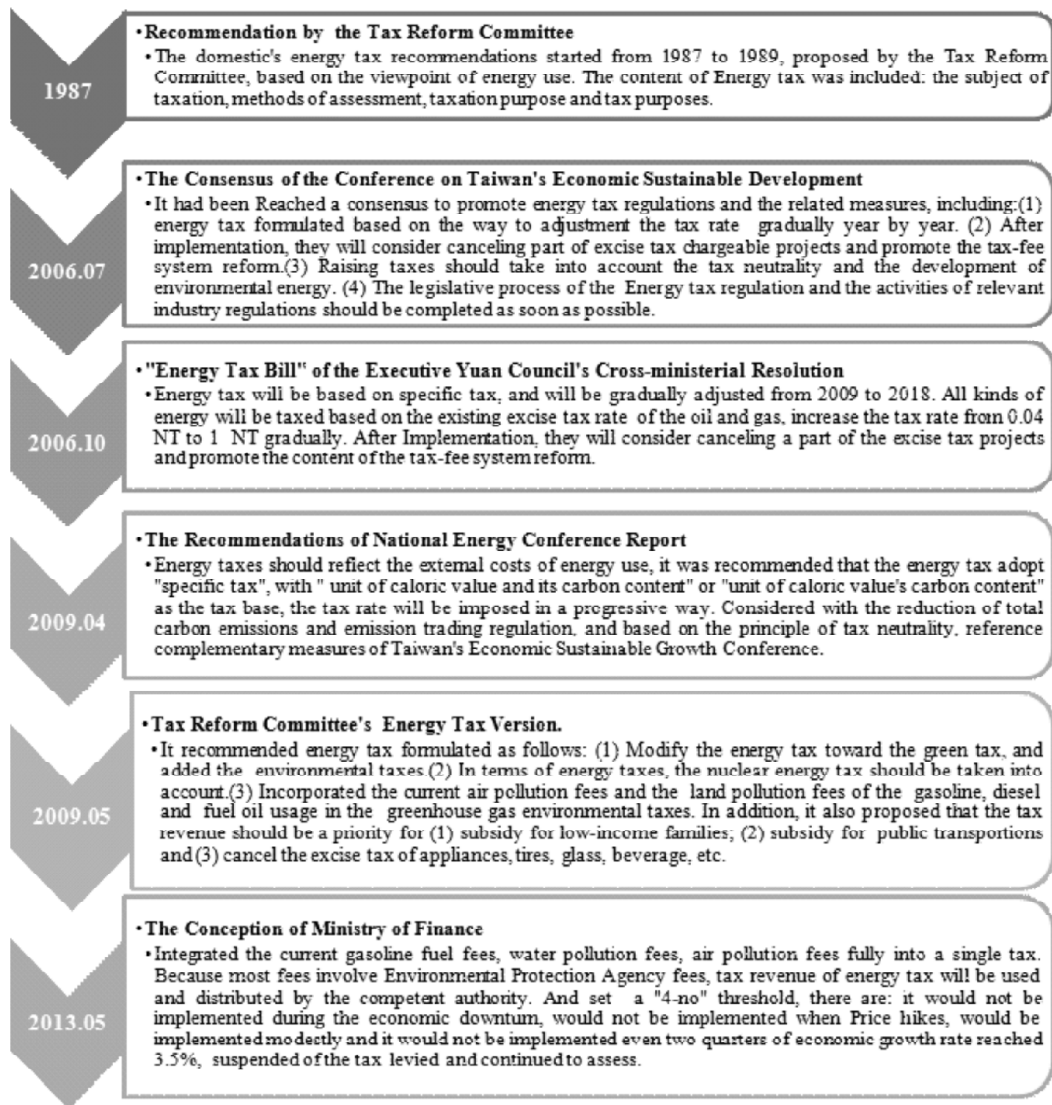 1987
•Recommendation by the Tax Reform Committee
•The domestic's energy tax recommendations started from 1987 to 1989, proposed by the Tax Reform
Committee, based on the viewpoint of energy use. The content of Energy tax was included: the subject of
taxation, methods of assessment, taxation purpose and tax purposes.
2006.07
•The Consensus of the Conference on Taiwan's Economic Sustainable Development
•It had been Reached a consensus to promote energy tax regulations and the related measures, including:(1)
energy tax formulated based on the way to adjustment the tax rate gradually year by year. (2) After
implementation, they will consider canceling part of excise tax chargeable projects and promote the tax-fee
system reform.(3) Raising taxes should take into account the tax neutrality and the development of
environmental energy. (4) The legislative process of the Energy tax regulation and the activities of relevant
industry regulations should be completed as soon as possible.
2006.10
•"Energy Tax Bill" of the Executive Yuan Council's Cross-ministerial Resolution
•Energy tax will be based on specific tax, and will be gradually adjusted from 2009 to 2018. All kinds of
energy will be taxed based on the existing excise tax rate of the oil and gas, increase the tax rate from 0.04
NT to 1 NT gradually. After Implementation, they will consider canceling a part of the excise tax projects
and promote the content of the tax-fee system reform.
2009.04
•The Recommendations of National Energy Conference Report
•Energy taxes should reflect the external costs of energy use, it was recommended that the energy tax adopt
"specific tax", with " unit of caloric value and its carbon content" or "unit of caloric value's carbon content"
as the tax base, the tax rate will be imposed in a progressive way. Considered with the reduction of total
carbon emissions and emission trading regulation, and based on the principle of tax neutrality, reference
complementary measures of Taiwan's Economic Sustainable Growth Conference.
2009.05
•Tax Reform Committee's Energy Tax Version.
•It recommended energy tax formulated as follows: (1) Modify the energy tax toward the green tax, and
added the environmental taxes.(2) In terms of energy taxes, the nuclear energy tax should be taken into
account.(3) Incorporated the current air pollution fees and the land pollution fees of the gasoline, diesel
and fuel oil usage in the greenhouse gas environmental taxes. In addition, it also proposed that the tax
revenue should be a priority for (1) subsidy for low-income families; (2) subsidy for public transportions
and (3) cancel the excise tax of appliances, tires, glass, beverage, etc.
2013.05
•The Conception of Ministry of Finance
•Integrated the current gasoline fuel fees, water pollution fees, air pollution fees fully into a single tax.
Because most fees involve Environmental Protection Agency fees, tax revenue of energy tax will be used
and distributed by the competent authority. And set a "4-no" threshold, there are: it would not be
implemented during the economic downturn, would not be implemented when Price hikes, would be
implemented modestly and it would not be implemented even two quarters of economic growth rate reached
3.5%, suspended of the tax levied and continued to assess.